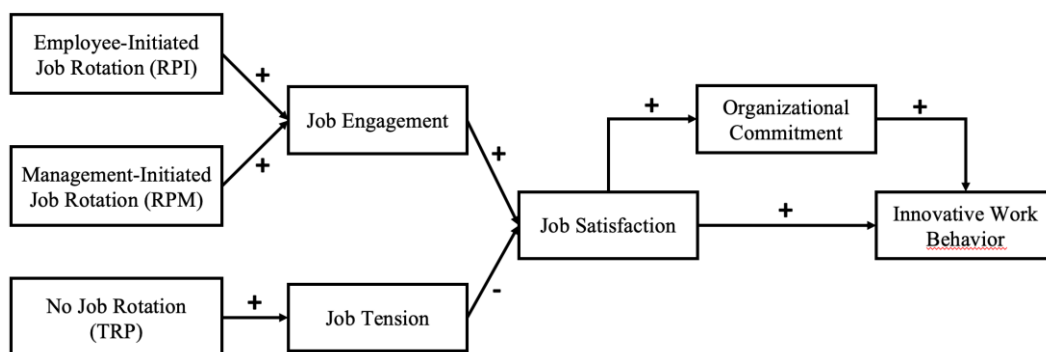 Employee-Initiated
Job Rotation (RPI)
+
Management-Initiated
Job Rotation (RPM)
+
Job Engagement
+
No Job Rotation
(TRP)
+
Job Tension
-
Job Satisfaction
+
Organizational
Commitment
+
+
Innovative Work
Behavior